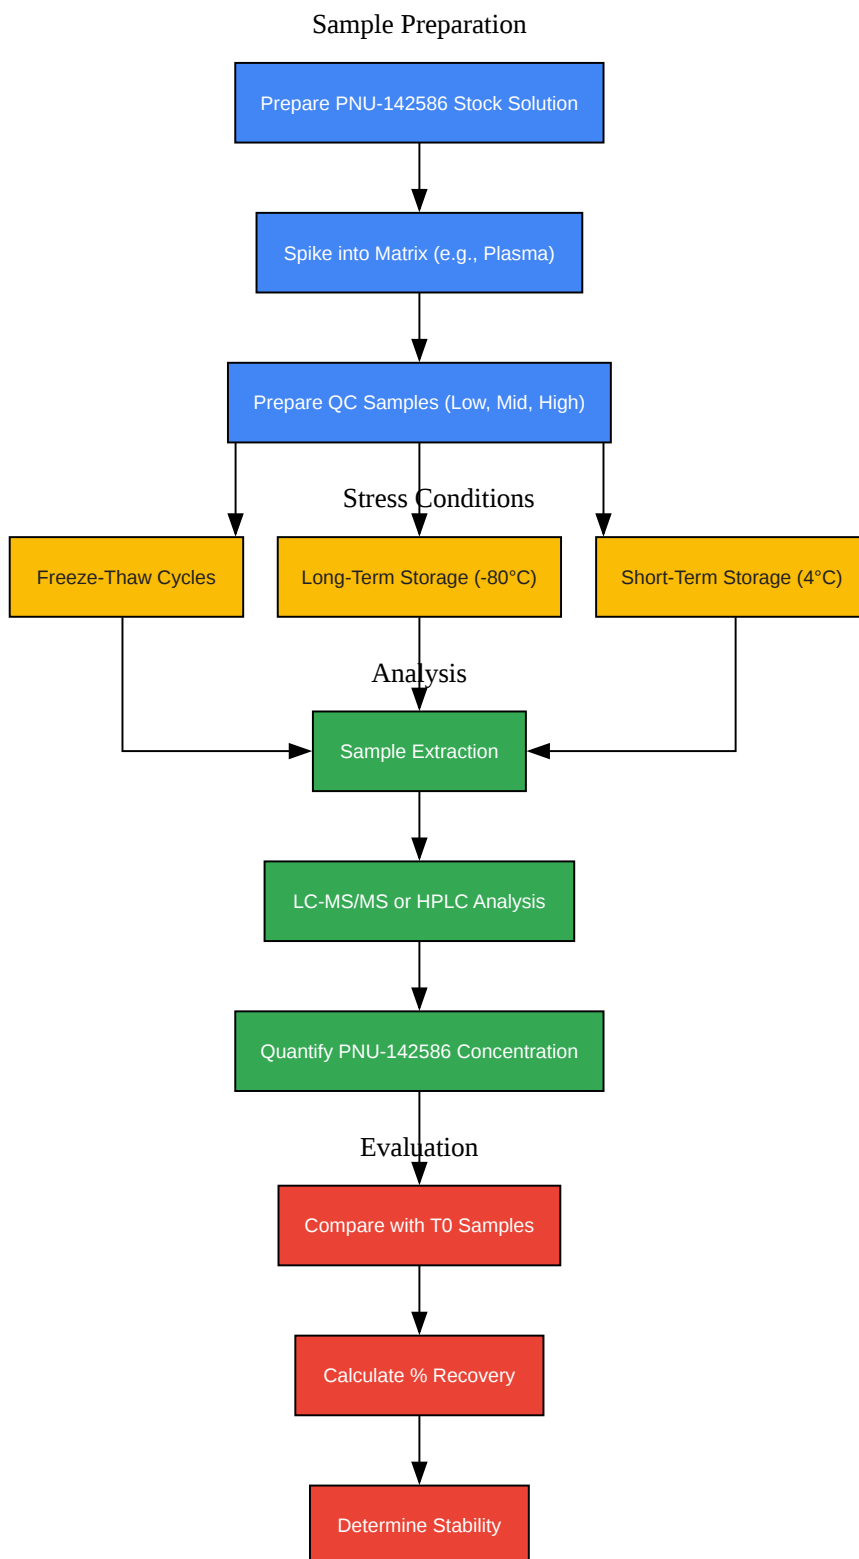 Sample Preparation
Prepare PNU-142586 Stock Solution
Spike into Matrix (e.g., Plasma)
Prepare QC Samples (Low, Mid, High)
Stress Conditions
Freeze-Thaw Cycles
Long-Term Storage (-80°C)
Short-Term Storage (4°C)
Analysis
Sample Extraction
LC-MS/MS or HPLC Analysis
Quantify PNU-142586 Concentration
Evaluation
Compare with T0 Samples
Calculate % Recovery
Determine Stability